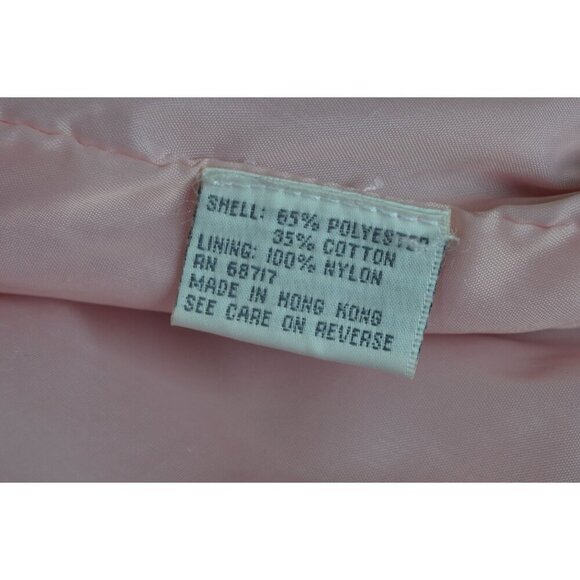 SHELL: 65% POLYESTER
35% COTTON
LINING: 100% NYLON
RN 68717
MADE IN HONG KONG
SEE CARE ON REVERSE